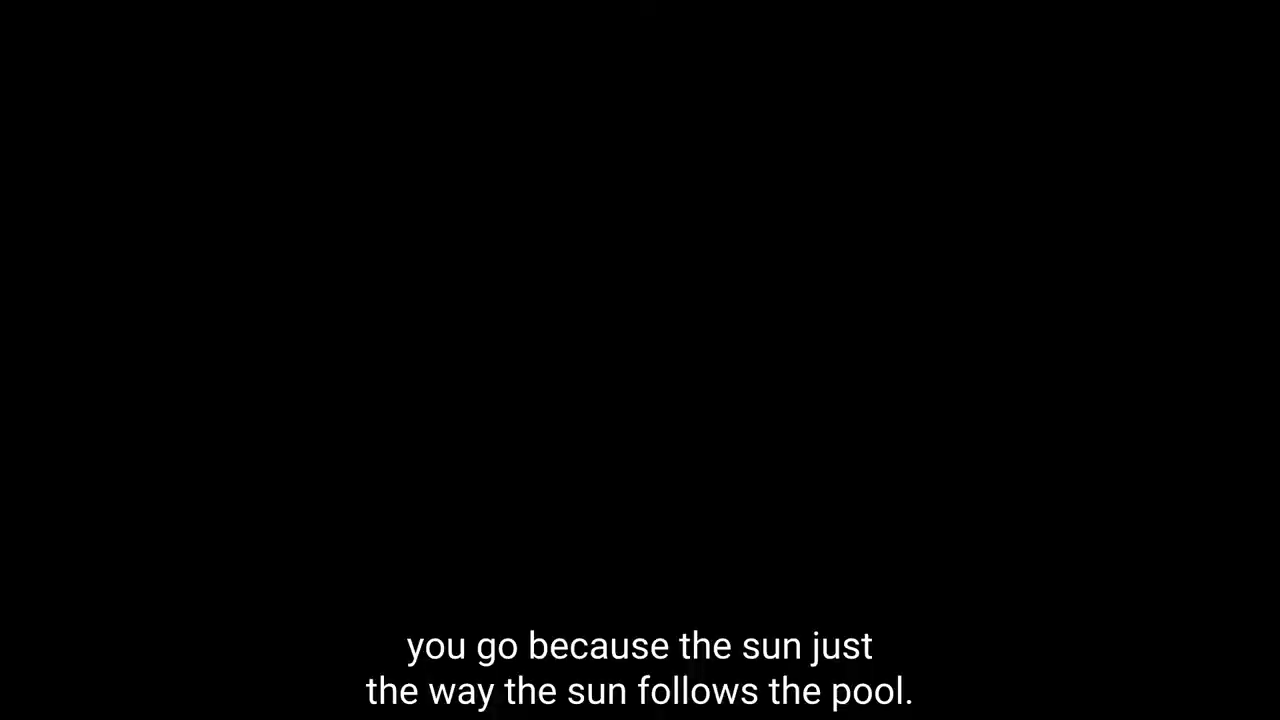 you go because the sun just
the way the sun follows the pool.